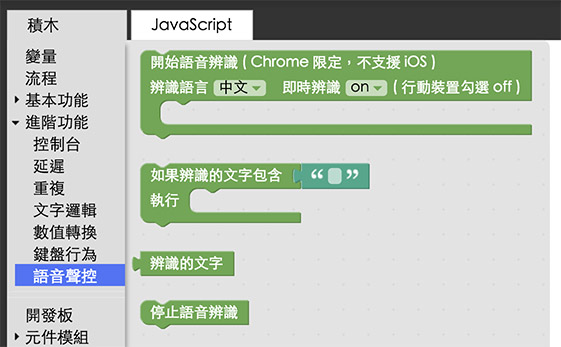 積木
JavaScript
變量
流程
基本功能
進階功能
控制台
延遲
重複
文字邏輯
數值轉換
鍵盤行為
語音聲控
開發板
元件模組
開始語音辨識 ( Chrome 限定，不支援 iOS )
辨識語言 中文 即時辨識 on ( 行動裝置勾選 off )
如果辨識的文字包含 “ ”
執行
辨識的文字
停止語音辨識